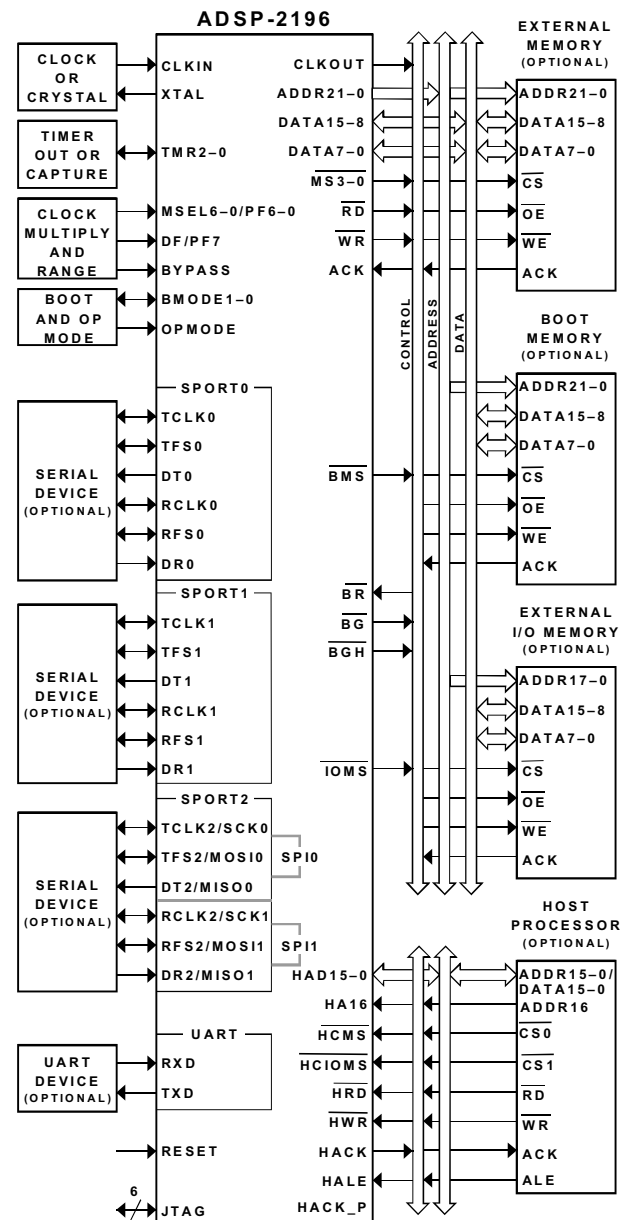 ADSP-2196
CLOCK
OR
CRYSTAL
CLKIN
XTAL
TIMER
OUT OR
CAPTURE
TMR2–0
CLOCK
MULTIPLY
AND
RANGE
MSEL6–0/PF6–0
DF/PF7
BYPASS
BOOT
AND OP
MODE
BMODE1–0
OPMODE
SPORT0
SERIAL
DEVICE
(OPTIONAL)
TCLK0
TFS0
DT0
RCLK0
RFS0
DR0
SPORT1
SERIAL
DEVICE
(OPTIONAL)
TCLK1
TFS1
DT1
RCLK1
RFS1
DR1
SPORT2
SERIAL
DEVICE
(OPTIONAL)
TCLK2/SCK0
TFS2/MOSI0
DT2/MISO0
SPI0
RCLK2/SCK1
RFS2/MOSI1
DR2/MISO1
SPI1
UART
UART
DEVICE
(OPTIONAL)
RXD
TXD
RESET
6
JTAG
CLKOUT
ADDR21–0
DATA15–8
DATA7–0
MS3–0
RD
WR
ACK
BMS
BR
BG
BGH
IOMS
HAD15–0
HA16
HCMS
HCIOMS
HRD
HWR
HACK
HALE
HACK_P
CONTROL
ADDRESS
DATA
EXTERNAL
MEMORY
(OPTIONAL)
ADDR21–0
DATA15–8
DATA7–0
CS
OE
WE
ACK
BOOT
MEMORY
(OPTIONAL)
ADDR21–0
DATA15–8
DATA7–0
CS
OE
WE
ACK
EXTERNAL
I/O MEMORY
(OPTIONAL)
ADDR17–0
DATA15–8
DATA7–0
CS
OE
WE
ACK
HOST
PROCESSOR
(OPTIONAL)
ADDR15–0/
DATA15–0
ADDR16
CS0
CS1
RD
WR
ACK
ALE